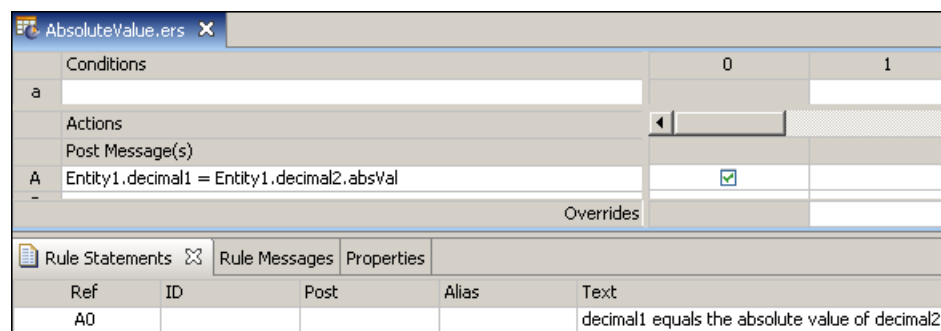 AbsoluteValue.ers
Conditions 0 1
a
Actions
Post Message(s)
A Entity1.decimal1 = Entity1.decimal2.absVal
Overrides
Rule Statements Rule Messages Properties
Ref ID Post Alias Text
A0 decimal1 equals the absolute value of decimal2